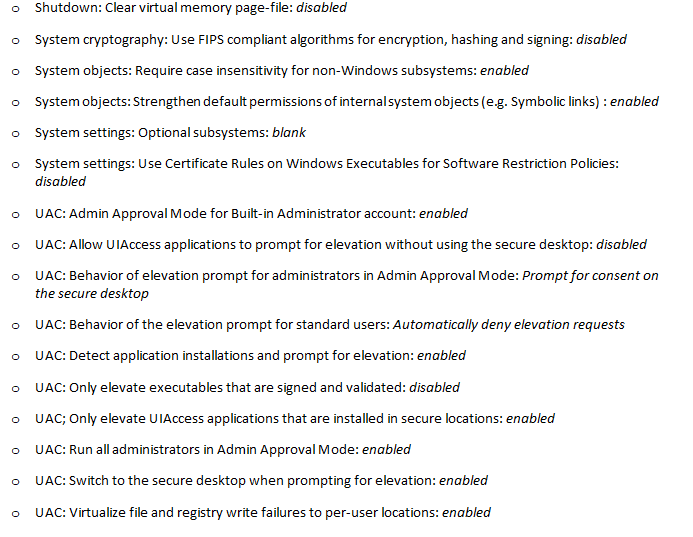 o Shutdown: Clear virtual memory page-file: disabled
o System cryptography: Use FIPS compliant algorithms for encryption, hashing and signing: disabled
o System objects: Require case insensitivity for non-Windows subsystems: enabled
o System objects: Strengthen default permissions of internal system objects (e.g. Symbolic links) : enabled
o System settings: Optional subsystems: blank
o System settings: Use Certificate Rules on Windows Executables for Software Restriction Policies:
disabled
o UAC: Admin Approval Mode for Built-in Administrator account: enabled
o UAC: Allow UIAccess applications to prompt for elevation without using the secure desktop: disabled
o UAC: Behavior of elevation prompt for administrators in Admin Approval Mode: Prompt for consent on
the secure desktop
o UAC: Behavior of the elevation prompt for standard users: Automatically deny elevation requests
o UAC: Detect application installations and prompt for elevation: enabled
o UAC: Only elevate executables that are signed and validated: disabled
o UAC; Only elevate UIAccess applications that are installed in secure locations: enabled
o UAC: Run all administrators in Admin Approval Mode: enabled
o UAC: Switch to the secure desktop when prompting for elevation: enabled
o UAC: Virtualize file and registry write failures to per-user locations: enabled